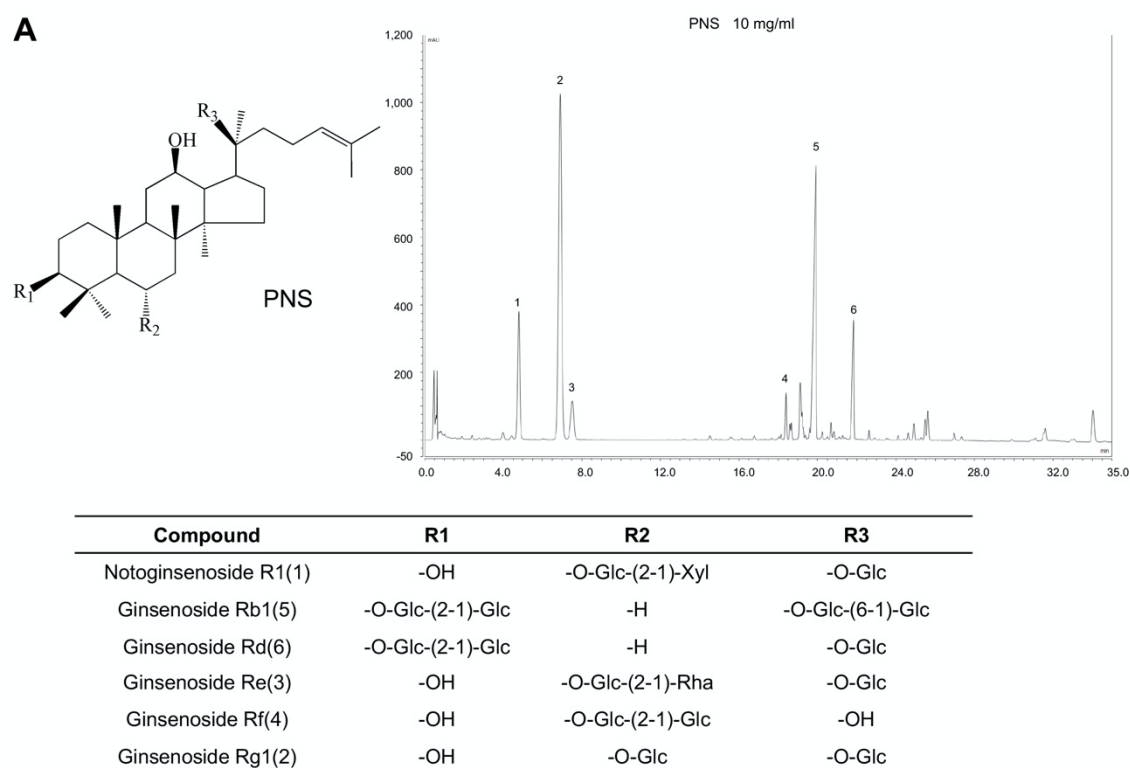 A
PNS 10 mg/ml
1,200
1,000
800
600
400
200
-50
mAU
1
2
3
4
5
6
min
0.0 4.0 8.0 12.0 16.0 20.0 24.0 28.0 32.0 35.0
R3
OH
R1
R2
PNS
Compound R1 R2 R3
Notoginsenoside R1(1) -OH -O-Glc-(2-1)-Xyl -O-Glc
Ginsenoside Rb1(5) -O-Glc-(2-1)-Glc -H -O-Glc-(6-1)-Glc
Ginsenoside Rd(6) -O-Glc-(2-1)-Glc -H -O-Glc
Ginsenoside Re(3) -OH -O-Glc-(2-1)-Rha -O-Glc
Ginsenoside Rf(4) -OH -O-Glc-(2-1)-Glc -OH
Ginsenoside Rg1(2) -OH -O-Glc -O-Glc